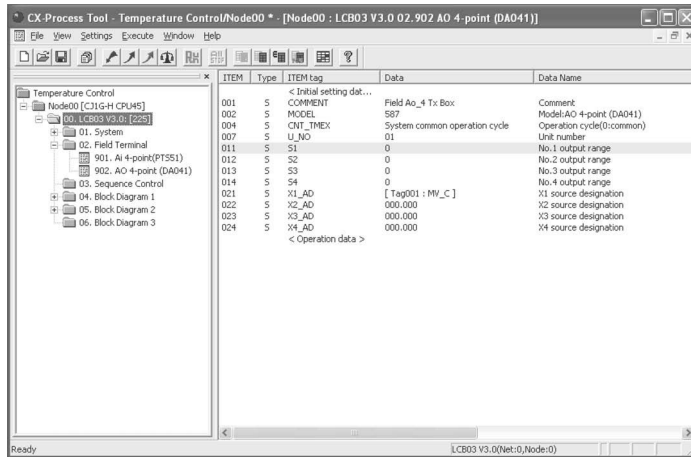 CX-Process Tool - Temperature Control/Node00 * - [Node00 : LCB03 V3.0 02.902 AO 4-point (DA041)]
File View Settings Execute Window Help
Temperature Control
Node00 [CJ1G-H CPU45]
00. LCB03 V3.0: [225]
01. System
02. Field Terminal
901. Ai 4-point(PTS51)
902. AO 4-point (DA041)
03. Sequence Control
04. Block Diagram 1
05. Block Diagram 2
06. Block Diagram 3
ITEM Type ITEM tag Data Data Name
< Initial setting dat...
001 S COMMENT Field Ao_4 Tx Box Comment
002 S MODEL 587 Model:AO 4-point (DA041)
004 S CNT_TMEX System common operation cycle Operation cycle(0:common)
007 S U_NO 01 Unit number
011 S S1 0 No.1 output range
012 S S2 0 No.2 output range
013 S S3 0 No.3 output range
014 S S4 0 No.4 output range
021 S X1_AD [ Tag001 : MV_C ] X1 source designation
022 S X2_AD 000.000 X2 source designation
023 S X3_AD 000.000 X3 source designation
024 S X4_AD 000.000 X4 source designation
< Operation data >
Ready LCB03 V3.0(Net:0,Node:0)